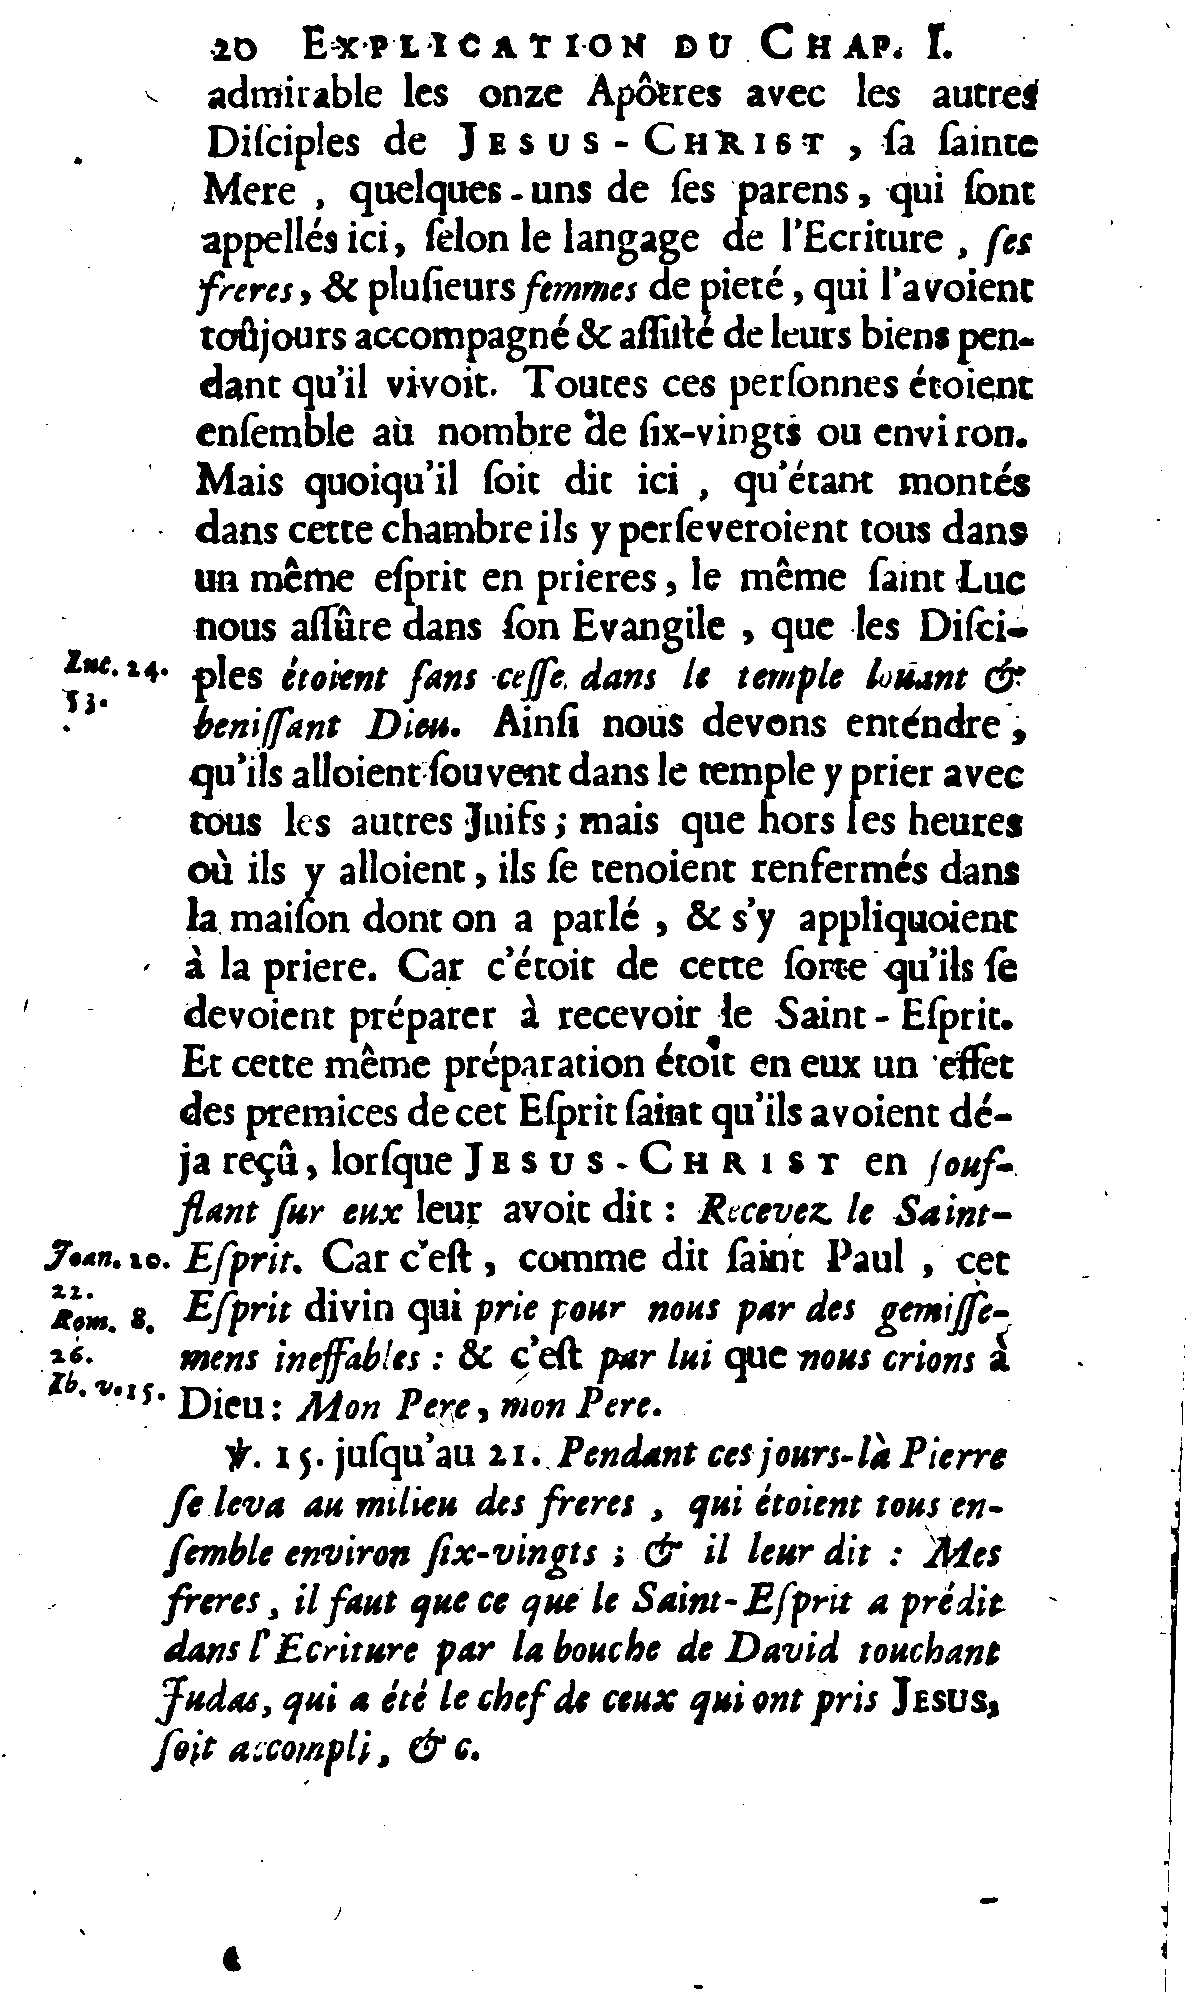 20 EXPLICATION DU CHAP. I.
admirable les onze Apôtres avec les autres
Diſciples de JESUS-CHRIST, ſa ſainte
Mere, quelques-uns de ſes parens, qui ſont
appellés ici, ſelon le langage de l'Ecriture, ſes
freres, & pluſieurs femmes de pieté, qui l'avoient
toûjours accompagné & aſſiſté de leurs biens pen-
dant qu'il vivoit. Toutes ces perſonnes étoient
enſemble au nombre de ſix-vingts ou environ.
Mais quoiqu'il ſoit dit ici, qu'étant montés
dans cette chambre ils y perſeveroient tous dans
un même eſprit en prieres, le même ſaint Luc
nous aſſûre dans ſon Evangile, que les Diſci-
Luc. 24. ples étoient ſans ceſſe dans le temple loüant &
53. beniſſant Dieu. Ainſi nous devons entendre,
qu'ils alloient ſouvent dans le temple y prier avec
tous les autres Juifs; mais que hors les heures
où ils y alloient, ils ſe tenoient renfermés dans
la maiſon dont on a parlé, & s'y appliquoient
à la priere. Car c'étoit de cette ſorte qu'ils ſe
devoient préparer à recevoir le Saint-Eſprit.
Et cette même préparation étoit en eux un effet
des premices de cet Eſprit ſaint qu'ils avoient dé-
ja reçû, lorſque JESUS-CHRIST en ſouf-
flant ſur eux leur avoit dit : Recevez le Saint-
Joan. 20. Eſprit. Car c'eſt, comme dit ſaint Paul, cet
22.
Rom. 8. Eſprit divin qui prie pour nous par des gemiſſe-
26. mens ineffables : & c'eſt par lui que nous crions à
Ib. v. 15. Dieu : Mon Pere, mon Pere.
℣. 15. juſqu'au 21. Pendant ces jours-là Pierre
ſe leva au milieu des freres, qui étoient tous en-
ſemble environ ſix-vingts ; & il leur dit : Mes
freres, il faut que ce que le Saint-Eſprit a prédit
dans l'Ecriture par la bouche de David touchant
Judas, qui a été le chef de ceux qui ont pris JESUS,
ſoit accompli, & c.